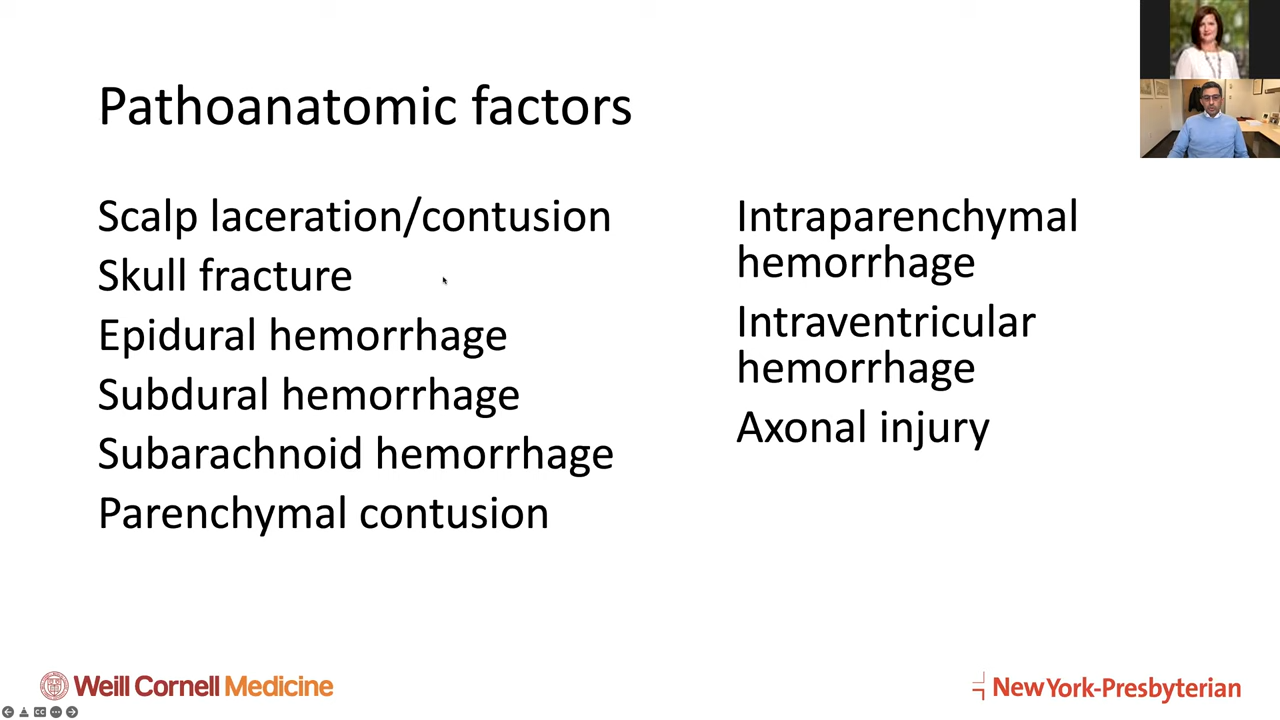 Pathoanatomic factors
Scalp laceration/contusion
Skull fracture
Epidural hemorrhage
Subdural hemorrhage
Subarachnoid hemorrhage
Parenchymal contusion
Intraparenchymal
hemorrhage
Intraventricular
hemorrhage
Axonal injury
Weill Cornell Medicine
NewYork-Presbyterian